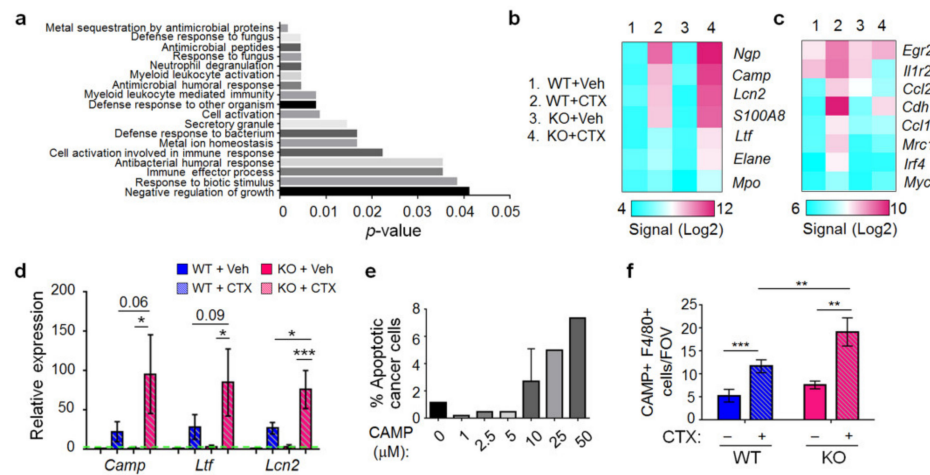 a
Metal sequestration by antimicrobial proteins
Defense response to fungus
Antimicrobial peptides
Response to fungus
Neutrophil degranulation
Myeloid leukocyte activation
Antimicrobial humoral response
Myeloid leukocyte mediated immunity
Defense response to other organism
Cell activation
Secretory granule
Defense response to bacterium
Metal ion homeostasis
Cell activation involved in immune response
Antibacterial humoral response
Immune effector process
Response to biotic stimulus
Negative regulation of growth
0 0.01 0.02 0.03 0.04 0.05
p-value
b
1 2 3 4
1. WT+Veh
2. WT+CTX
3. KO+Veh
4. KO+CTX
Ngp
Camp
Lcn2
S100A8
Ltf
Elane
Mpo
4 12
Signal (Log2)
c
1 2 3 4
Egr2
Il1r2
Ccl2
Cdh
Ccl1
Mrc1
Irf4
Myc
6 10
Signal (Log2)
d
WT + Veh KO + Veh
WT + CTX KO + CTX
Relative expression
200
150
100
50
0
0.06
*
0.09
*
*
***
Camp Ltf Lcn2
e
% Apoptotic
cancer cells
8
6
4
2
0
CAMP
(µM):
0 1 2.5 5 10 25 50
f
CAMP+ F4/80+
cells/FOV
25
20
15
10
5
0
**
**
***
CTX: – + – +
WT KO